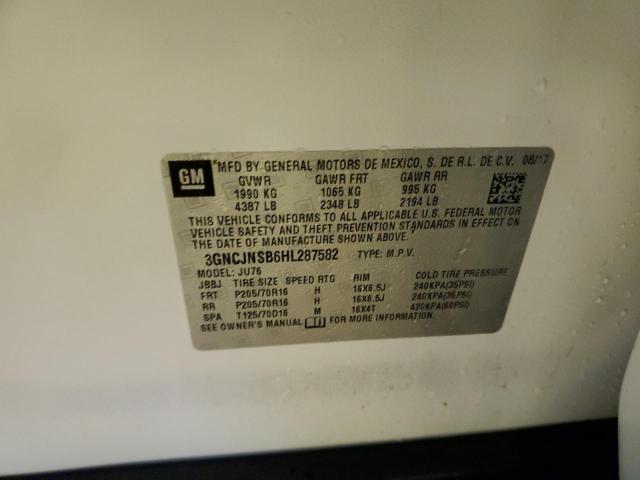 GM *MFD BY GENERAL MOTORS DE MEXICO, S. DE R.L. DE C.V. 08/17
GVWR GAWR FRT GAWR RR
1990 KG 1065 KG 995 KG
4387 LB 2348 LB 2194 LB
THIS VEHICLE CONFORMS TO ALL APPLICABLE U.S. FEDERAL MOTOR
VEHICLE SAFETY AND THEFT PREVENTION STANDARDS IN EFFECT ON
THE DATE OF MANUFACTURE SHOWN ABOVE.
3GNCJNSB6HL287582 TYPE: M.P.V.
MODEL: JU76
JBBJ TIRE SIZE SPEED RTG RIM COLD TIRE PRESSURE
FRT P205/70R16 H 16X6.5J 240KPA(35PSI)
RR P205/70R16 H 16X6.5J 240KPA(35PSI)
SPA T125/70D16 M 16X4T 420KPA(60PSI)
SEE OWNER'S MANUAL FOR MORE INFORMATION.